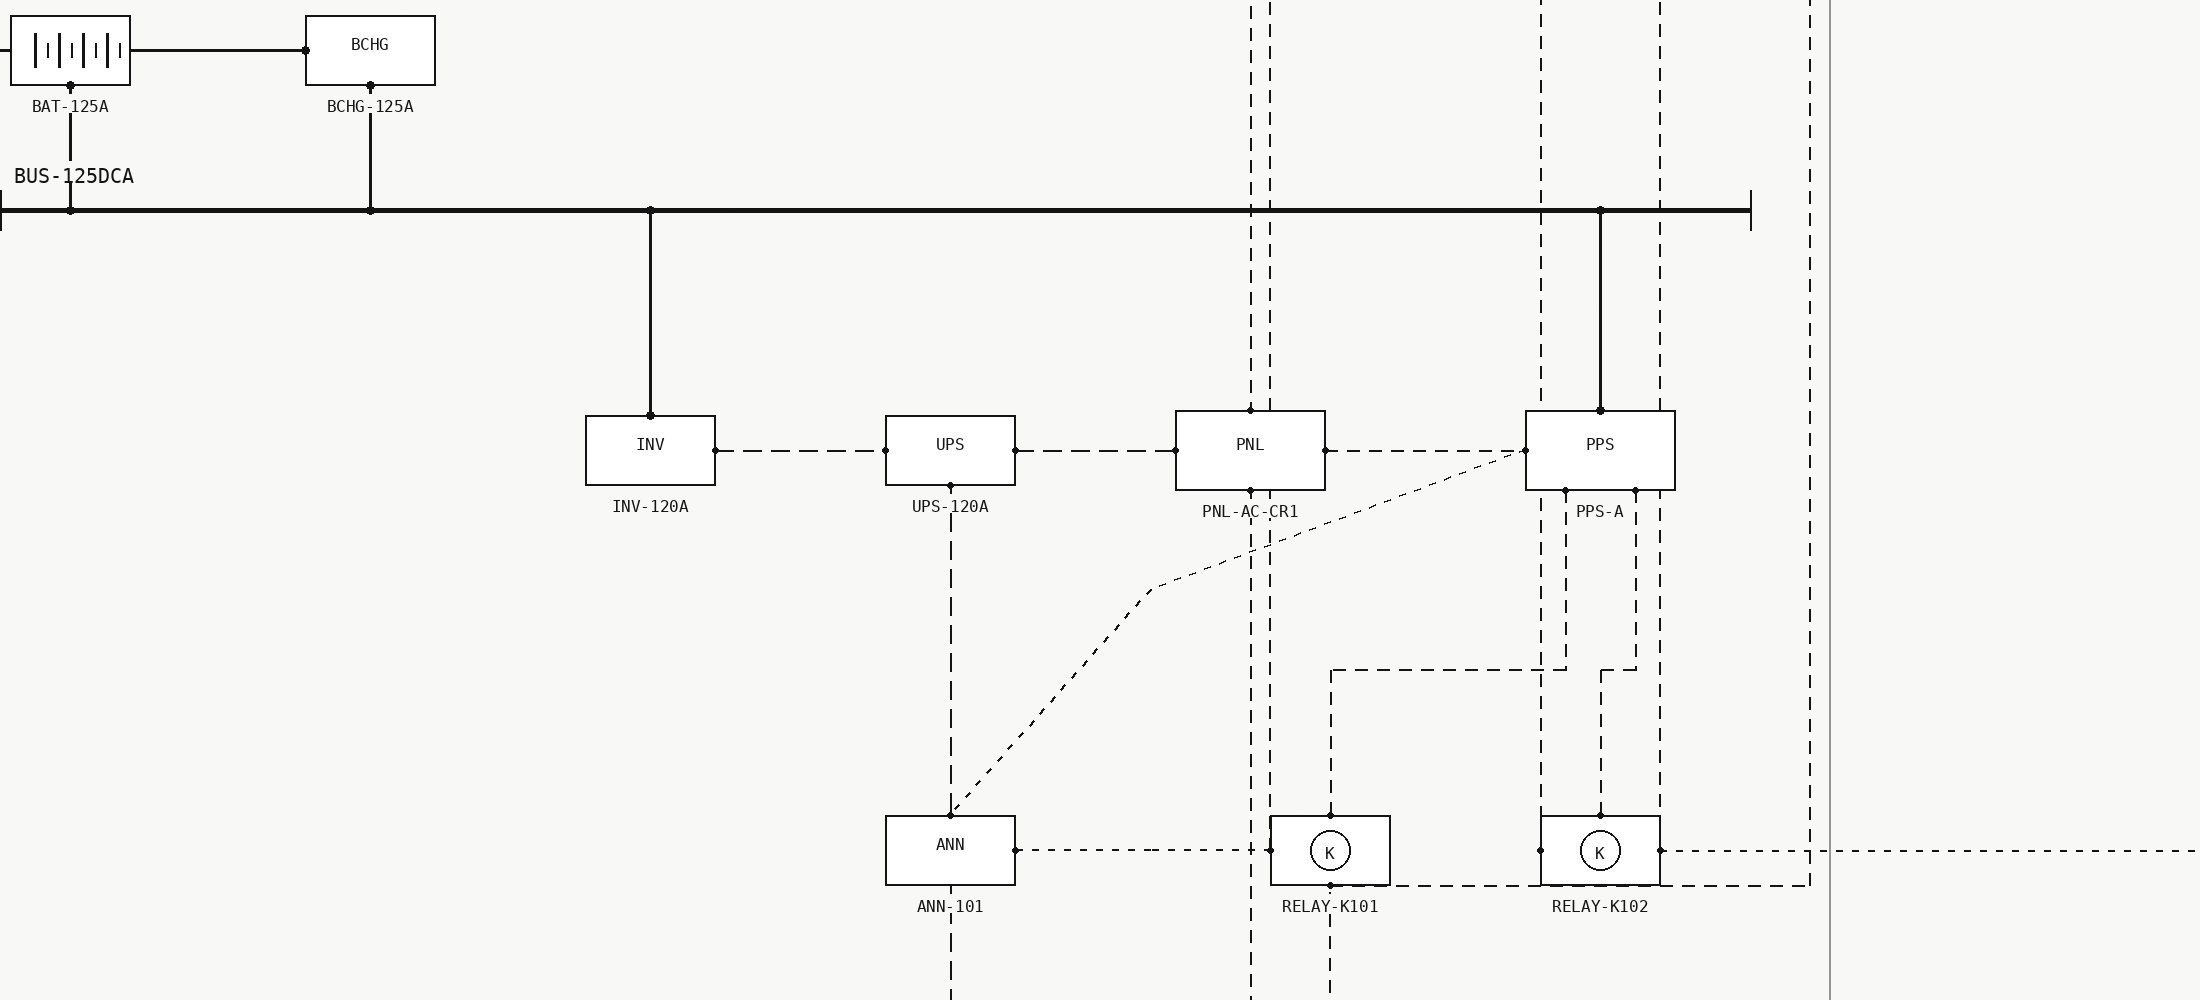 BCHG
BAT-125A
BCHG-125A
BUS-125DCA
INV
UPS
PNL
PPS
INV-120A
UPS-120A
PNL-AC-CR1
PPS-A
ANN
K
K
ANN-101
RELAY-K101
RELAY-K102